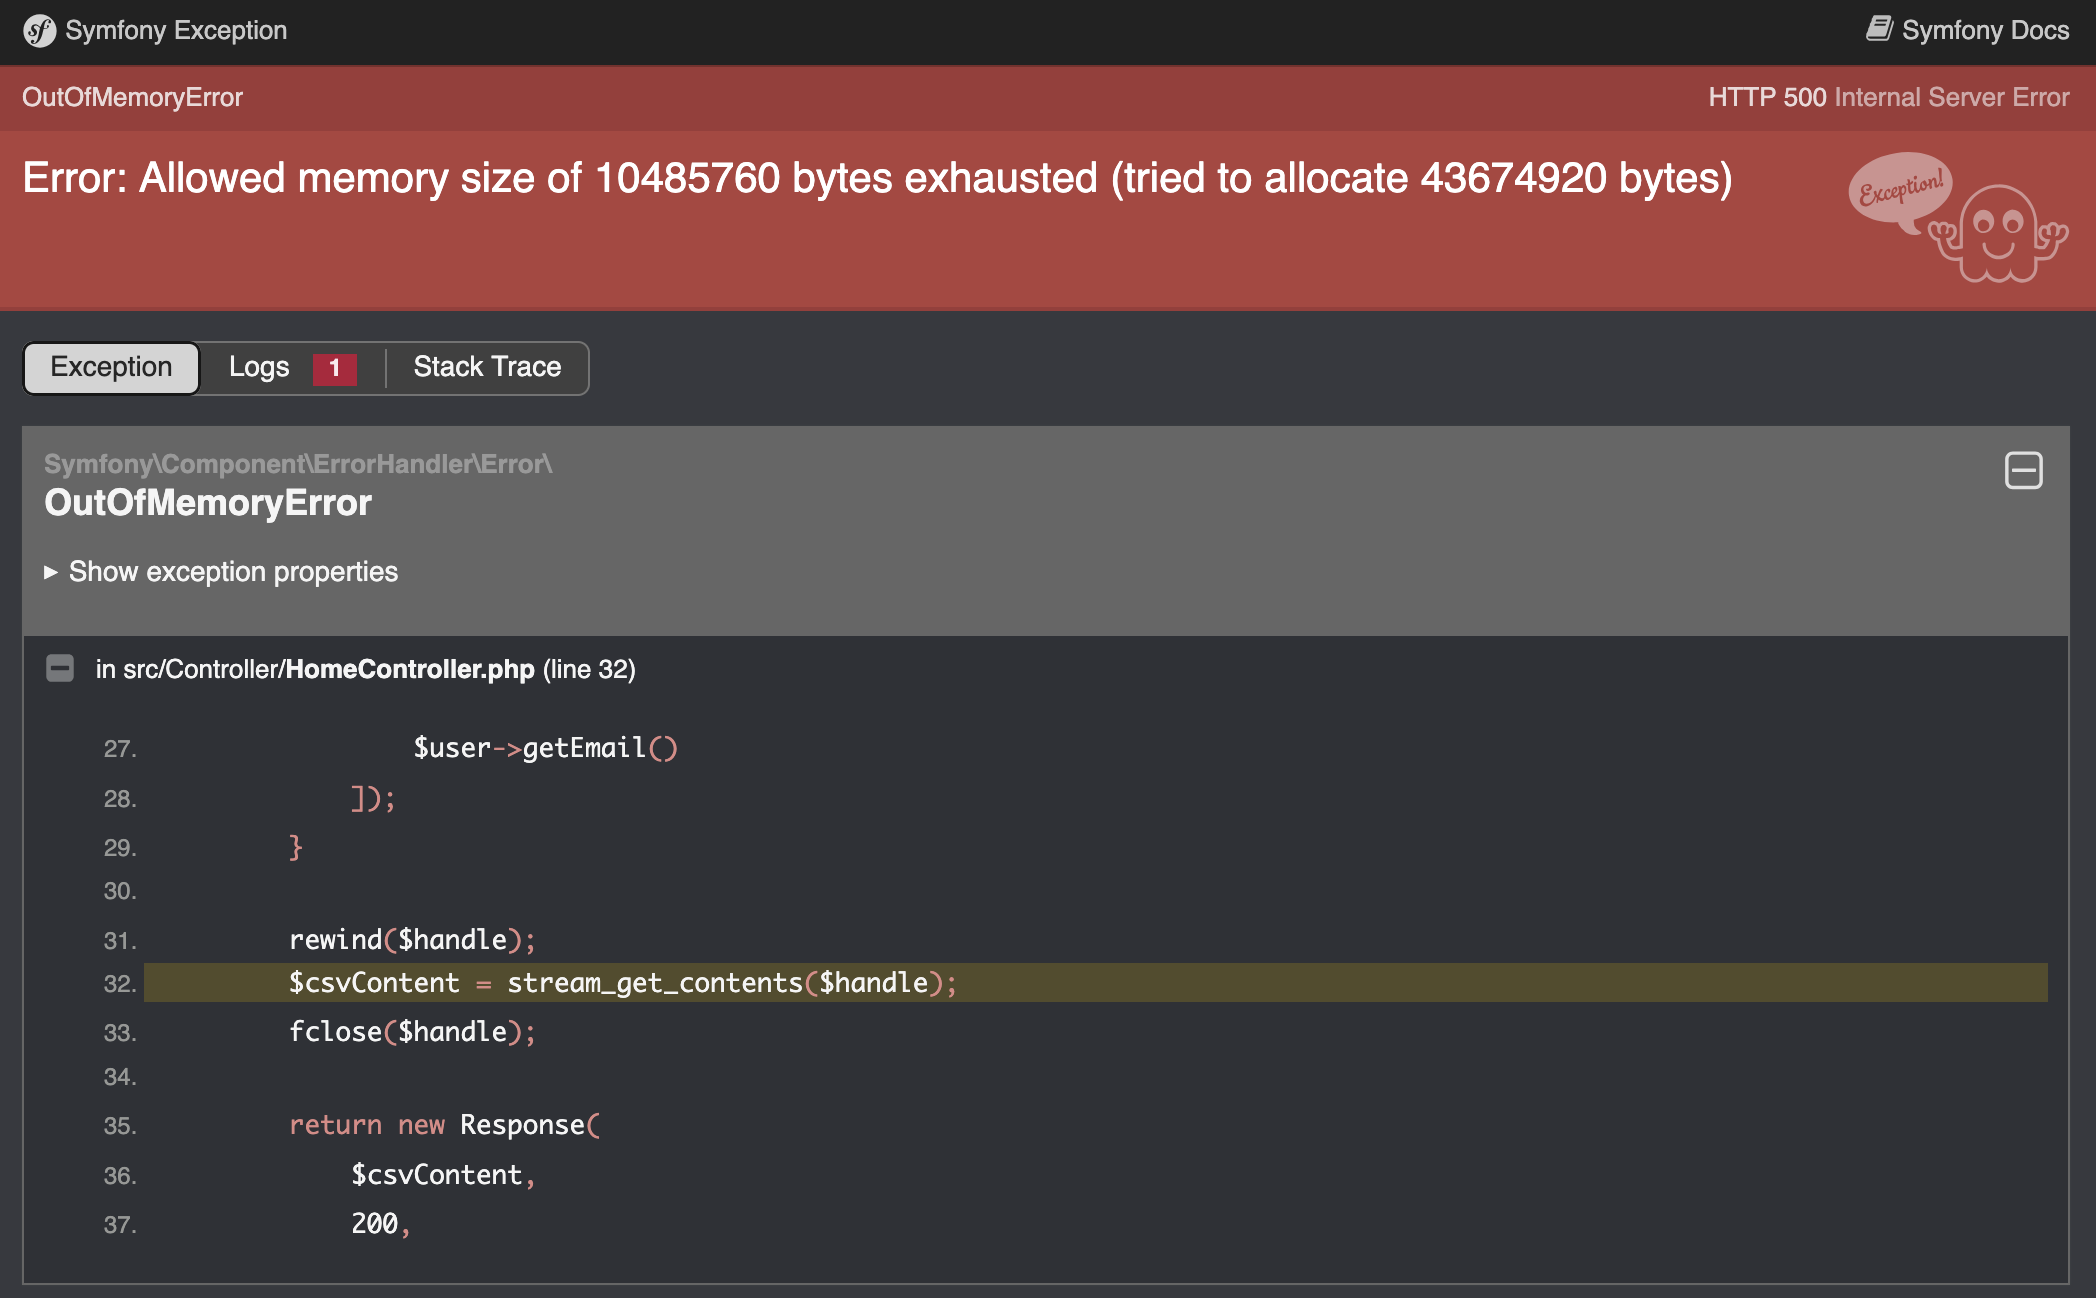 Symfony Exception
Symfony Docs
OutOfMemoryError
HTTP 500 Internal Server Error
Error: Allowed memory size of 10485760 bytes exhausted (tried to allocate 43674920 bytes)
Exception!
Exception
Logs 1
Stack Trace
Symfony\Component\ErrorHandler\Error\
OutOfMemoryError
▸ Show exception properties
in src/Controller/HomeController.php (line 32)
27.                 $user->getEmail()
28.             ]);
29.         }
30.
31.         rewind($handle);
32.         $csvContent = stream_get_contents($handle);
33.         fclose($handle);
34.
35.         return new Response(
36.             $csvContent,
37.             200,